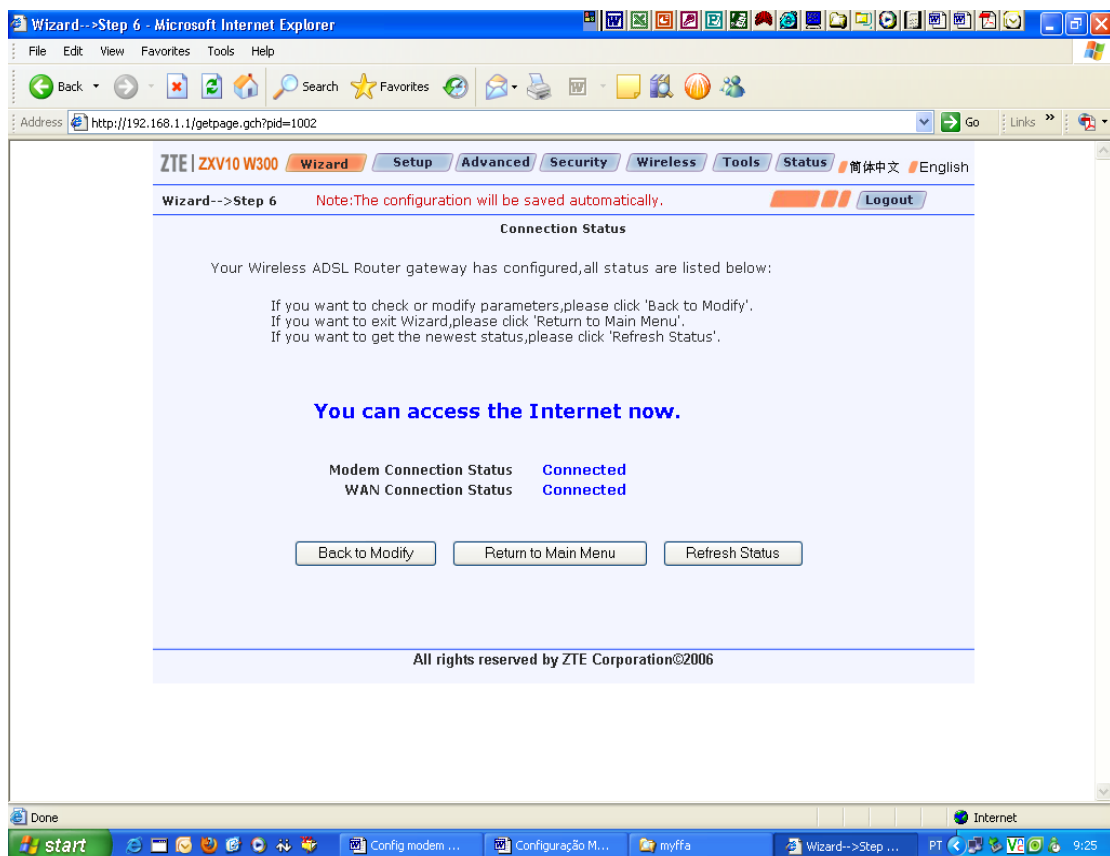 Wizard-->Step 6 - Microsoft Internet Explorer
File Edit View Favorites Tools Help
Back Search Favorites
Address http://192.168.1.1/getpage.gch?pid=1002 Go Links »
ZTE ZXV10 W300 Wizard Setup Advanced Security Wireless Tools Status 简体中文 English
Wizard-->Step 6 Note:The configuration will be saved automatically. Logout
Connection Status
Your Wireless ADSL Router gateway has configured,all status are listed below:
If you want to check or modify parameters,please click 'Back to Modify'.
If you want to exit Wizard,please click 'Return to Main Menu'.
If you want to get the newest status,please click 'Refresh Status'.
You can access the Internet now.
Modem Connection Status Connected
WAN Connection Status Connected
Back to Modify Return to Main Menu Refresh Status
All rights reserved by ZTE Corporation©2006
Done Internet
start Config modem ... Configuração M... myffa Wizard-->Step ... PT 9:25